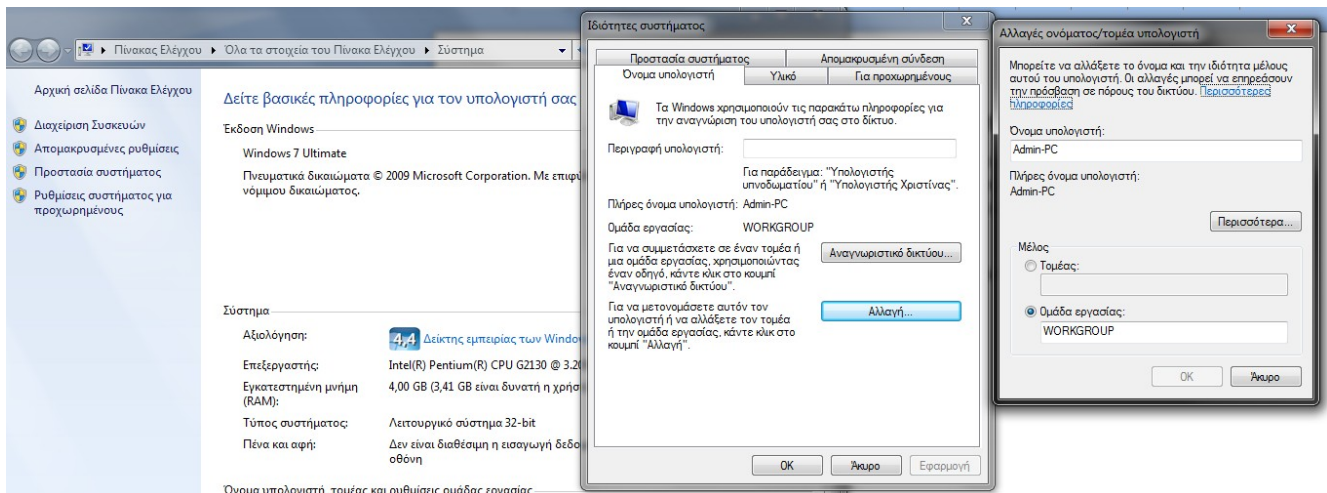 Πίνακας Ελέγχου
Όλα τα στοιχεία του Πίνακα Ελέγχου
Σύστημα
Αρχική σελίδα Πίνακα Ελέγχου
Διαχείριση Συσκευών
Απομακρυσμένες ρυθμίσεις
Προστασία συστήματος
Ρυθμίσεις συστήματος για
προχωρημένους
Δείτε βασικές πληροφορίες για τον υπολογιστή σας
Έκδοση Windows
Windows 7 Ultimate
Πνευματικά δικαιώματα © 2009 Microsoft Corporation. Με
νόμιμου δικαιώματος.
Σύστημα
Αξιολόγηση:
4,4 Δείκτης εμπειρίας των
Επεξεργαστής:
Intel(R) Pentium(R) CPU G2130 @
Εγκατεστημένη μνήμη
(RAM):
4,00 GB (3,41 GB είναι δυνατή η
Τύπος συστήματος:
Λειτουργικό σύστημα 32-bit
Πένα και αφή:
Δεν είναι διαθέσιμη η εισαγωγή
οθόνη
Όνομα υπολογιστή, τομέας και ρυθμίσεις ομάδας εργασίας
Ιδιότητες συστήματος
Προστασία συστήματος
Απομακρυσμένη σύνδεση
Όνομα υπολογιστή
Υλικό
Για προχωρημένους
Τα Windows χρησιμοποιούν τις παρακάτω πληροφορίες για
την αναγνώριση του υπολογιστή σας στο δίκτυο.
Περιγραφή υπολογιστή:
Για παράδειγμα: "Υπολογιστής
υπνοδωματίου" ή "Υπολογιστής Χριστίνας".
Πλήρες όνομα υπολογιστή: Admin-PC
Ομάδα εργασίας: WORKGROUP
Για να συμμετάσχετε σε έναν τομέα ή
μια ομάδα εργασίας, χρησιμοποιώντας
έναν οδηγό, κάντε κλικ στο κουμπί
"Αναγνωριστικό δικτύου".
Αναγνωριστικό δικτύου...
Για να μετονομάσετε αυτόν τον
υπολογιστή ή να αλλάξετε τον τομέα
ή την ομάδα εργασίας, κάντε κλικ στο
κουμπί "Αλλαγή".
Αλλαγή...
OK
Άκυρο
Εφαρμογή
Αλλαγές ονόματος/τομέα υπολογιστή
Μπορείτε να αλλάξετε το όνομα και την ιδιότητα μέλους
αυτού του υπολογιστή. Οι αλλαγές μπορεί να επηρεάσουν
την πρόσβαση σε πόρους του δικτύου. Περισσότερες
πληροφορίες
Όνομα υπολογιστή:
Admin-PC
Πλήρες όνομα υπολογιστή:
Admin-PC
Περισσότερα...
Μέλος
Τομέας:
Ομάδα εργασίας:
WORKGROUP
OK
Άκυρο